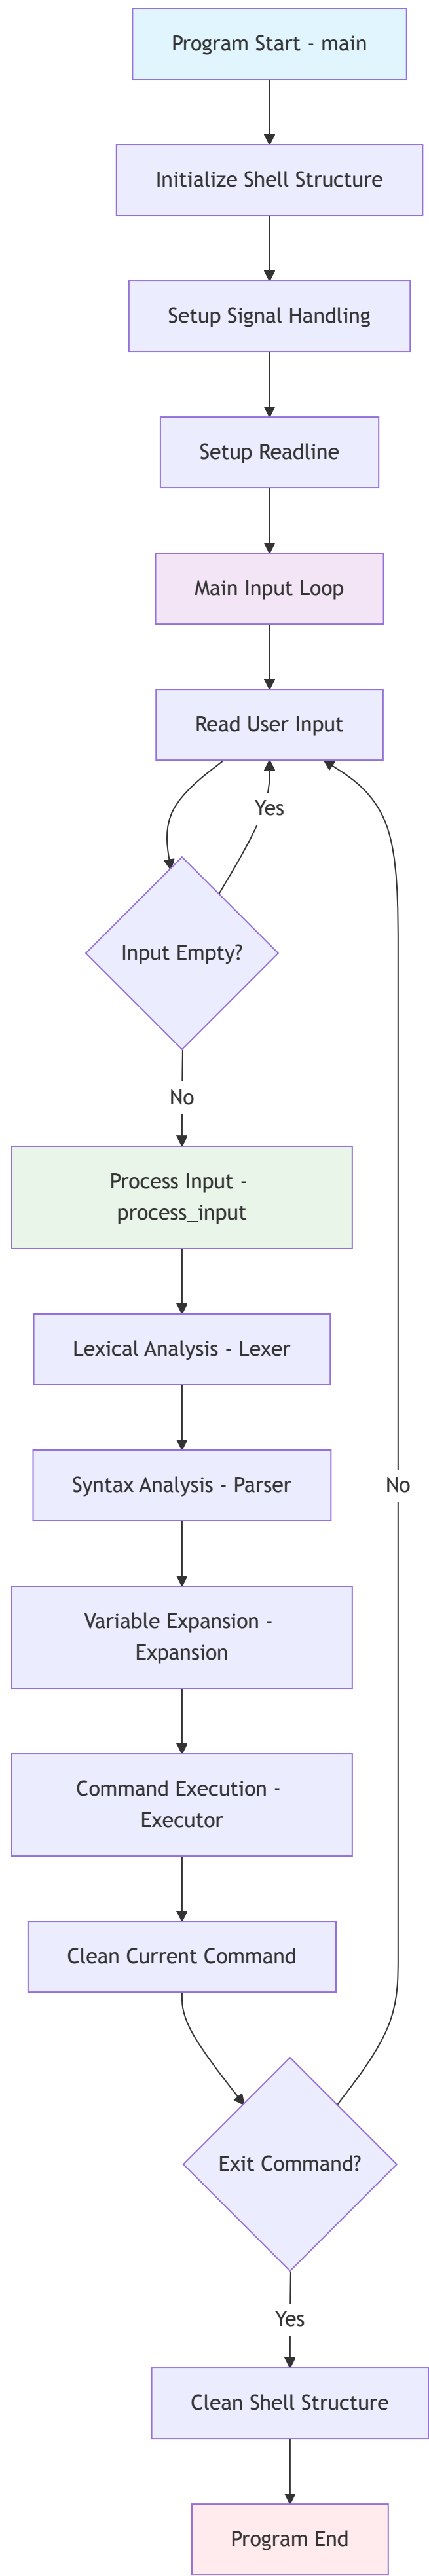 Program Start - main
Initialize Shell Structure
Setup Signal Handling
Setup Readline
Main Input Loop
Read User Input
Yes
Input Empty?
No
Process Input -
process_input
Lexical Analysis - Lexer
Syntax Analysis - Parser
No
Variable Expansion -
Expansion
Command Execution -
Executor
Clean Current Command
Exit Command?
Yes
Clean Shell Structure
Program End